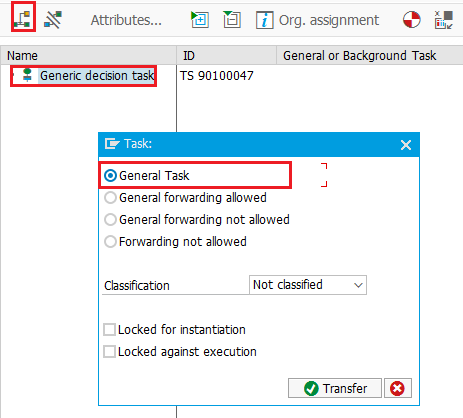 Attributes... Org. assignment
Name ID General or Background Task
Generic decision task TS 90100047
Task:
General Task
General forwarding allowed
General forwarding not allowed
Forwarding not allowed
Classification Not classified
Locked for instantiation
Locked against execution
Transfer